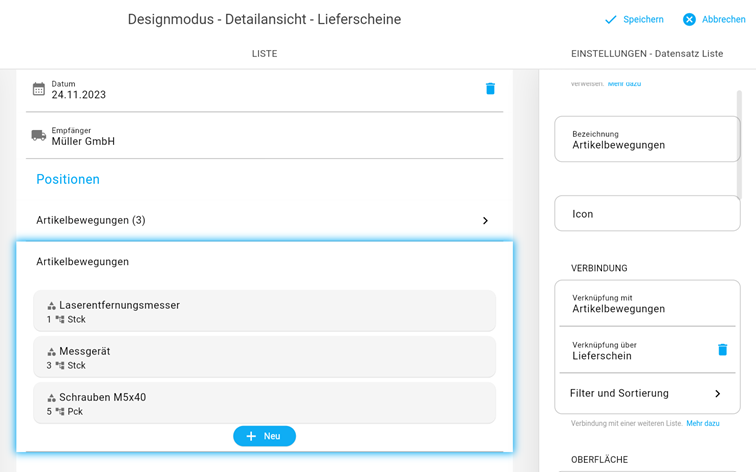 Designmodus - Detailansicht - Lieferscheine
Speichern
Abbrechen
LISTE
EINSTELLUNGEN - Datensatz Liste
Datum
24.11.2023
Empfänger
Müller GmbH
Positionen
Artikelbewegungen (3)
Artikelbewegungen
Laserentfernungsmesser
1 Stck
Messgerät
3 Stck
Schrauben M5x40
5 Pck
+ Neu
verweisen. Mehr dazu
Bezeichnung
Artikelbewegungen
Icon
VERBINDUNG
Verknüpfung mit
Artikelbewegungen
Verknüpfung über
Lieferschein
Filter und Sortierung
Verbindung mit einer weiteren Liste. Mehr dazu
OBERFLÄCHE